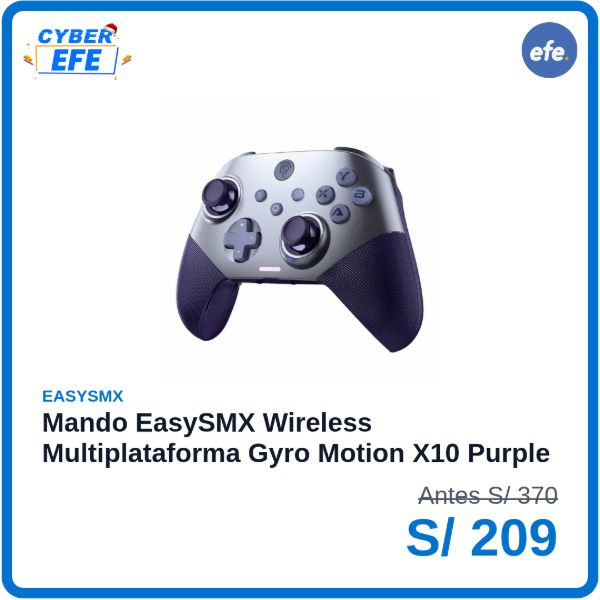 CYBER
EFE
efe.
Y
X
B
A
EASYSMX
Mando EasySMX Wireless
Multiplataforma Gyro Motion X10 Purple
Antes S/ 370
S/ 209